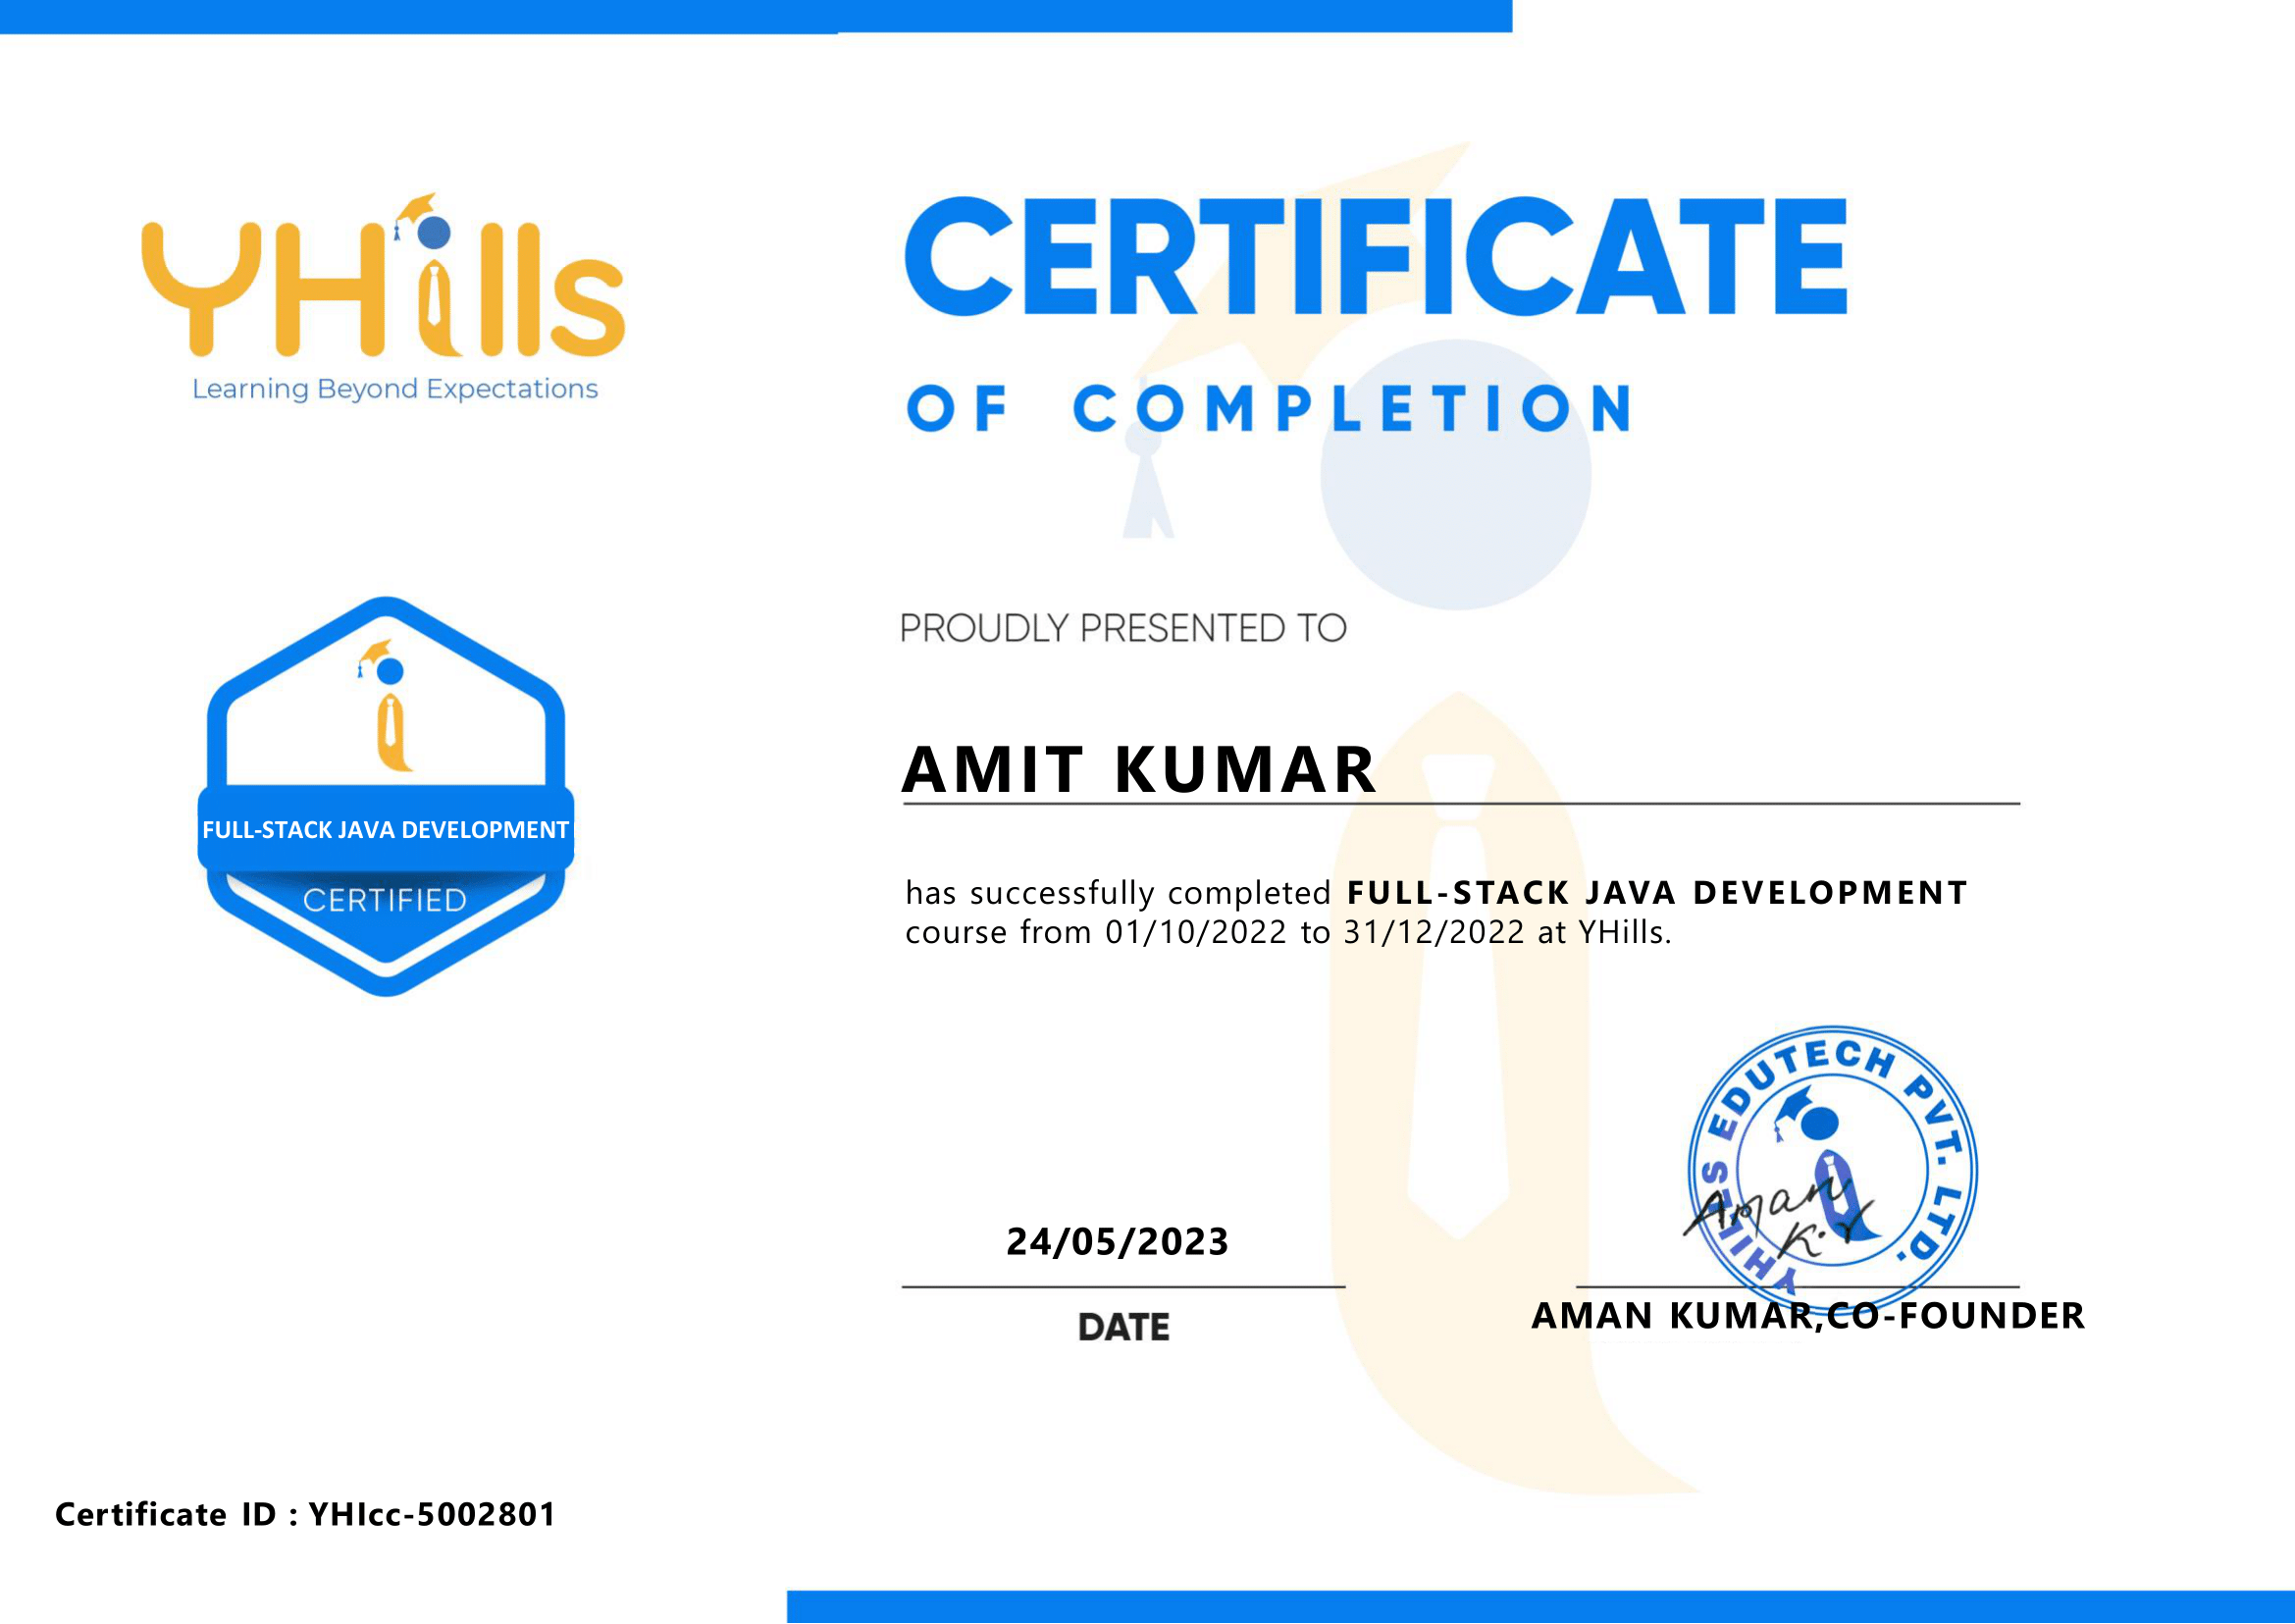 YHills
Learning Beyond Expectations
CERTIFICATE
OF COMPLETION
PROUDLY PRESENTED TO
AMIT KUMAR
FULL-STACK JAVA DEVELOPMENT
CERTIFIED
has successfully completed FULL-STACK JAVA DEVELOPMENT
course from 01/10/2022 to 31/12/2022 at YHills.
YHILLS EDUTECH PVT. LTD.
Aman
K.Y
24/05/2023
DATE
AMAN KUMAR,CO-FOUNDER
Certificate ID : YHIcc-5002801